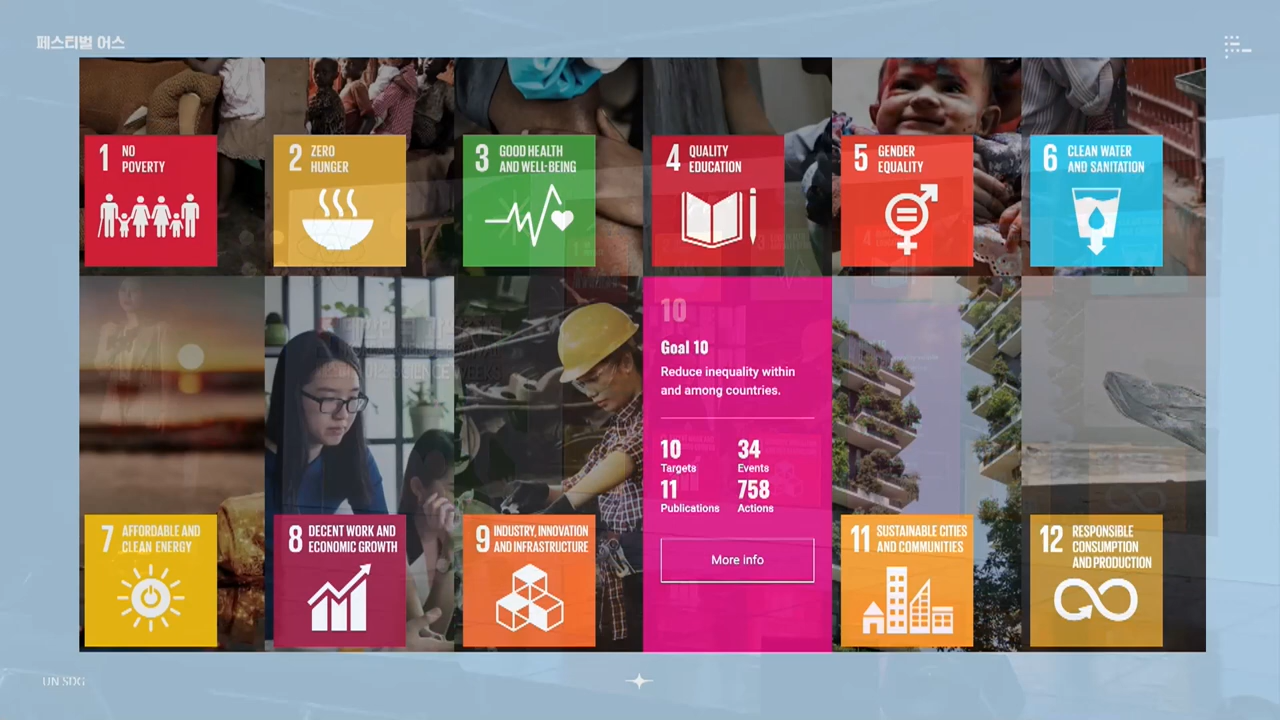 페스티벌 어스
1 NO
POVERTY
2 ZERO
HUNGER
3 GOOD HEALTH
AND WELL-BEING
4 QUALITY
EDUCATION
5 GENDER
EQUALITY
6 CLEAN WATER
AND SANITATION
7 AFFORDABLE AND
CLEAN ENERGY
8 DECENT WORK AND
ECONOMIC GROWTH
9 INDUSTRY, INNOVATION
AND INFRASTRUCTURE
10
Goal 10
Reduce inequality within
and among countries.
10 34
Targets Events
11 758
Publications Actions
More info
11 SUSTAINABLE CITIES
AND COMMUNITIES
12 RESPONSIBLE
CONSUMPTION
AND PRODUCTION
UN SDG